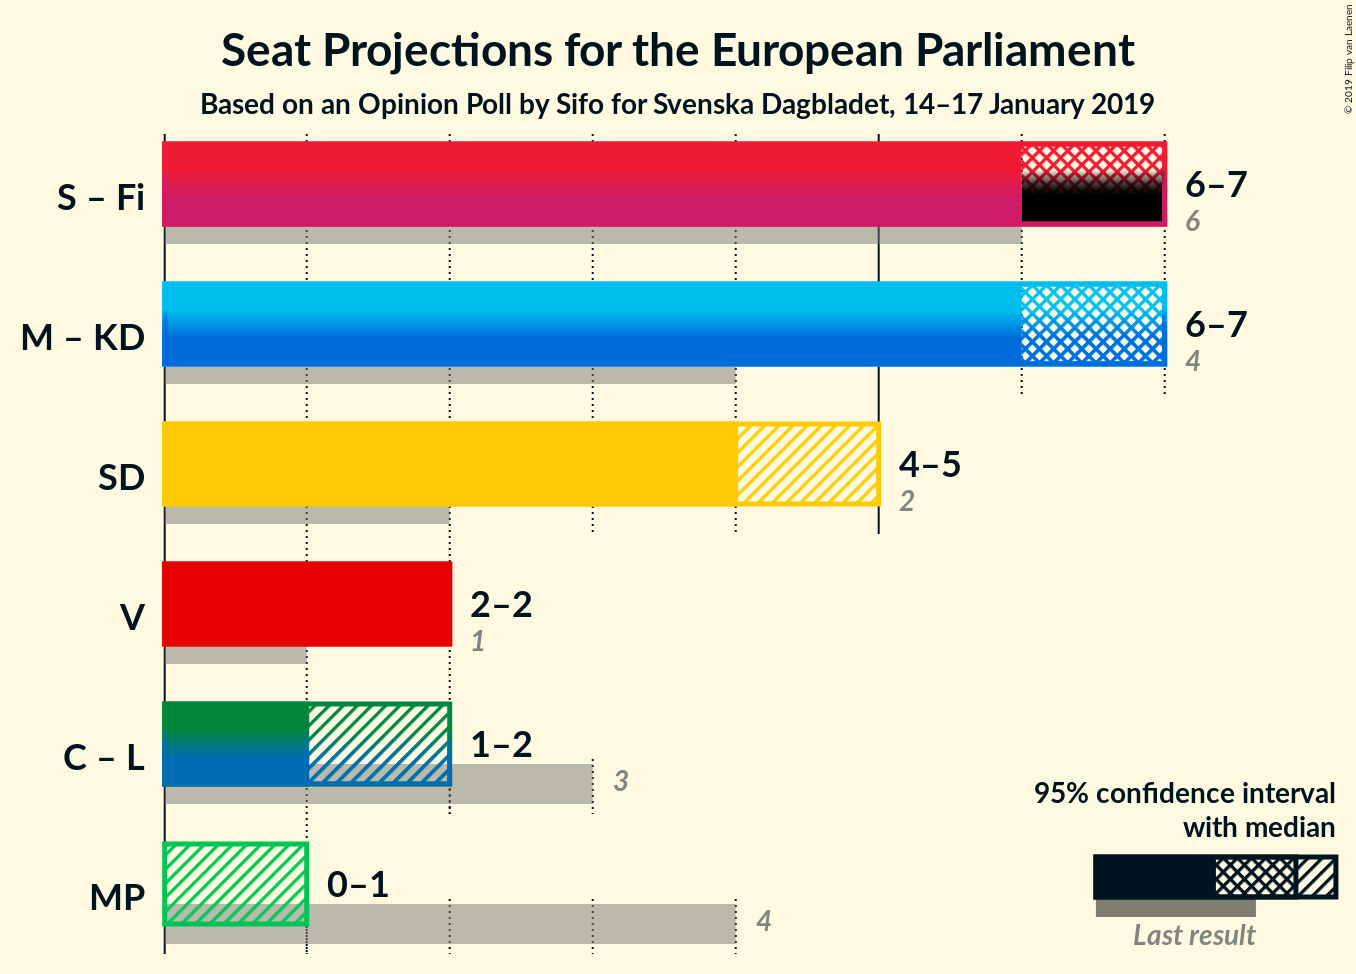 Seat Projections for the European Parliament
Based on an Opinion Poll by Sifo for Svenska Dagbladet, 14–17 January 2019
© 2019 Filip van Laenen
S – Fi
6–7
6
M – KD
6–7
4
SD
4–5
2
V
2–2
1
C – L
1–2
3
MP
0–1
4
95% confidence interval
with median
Last result